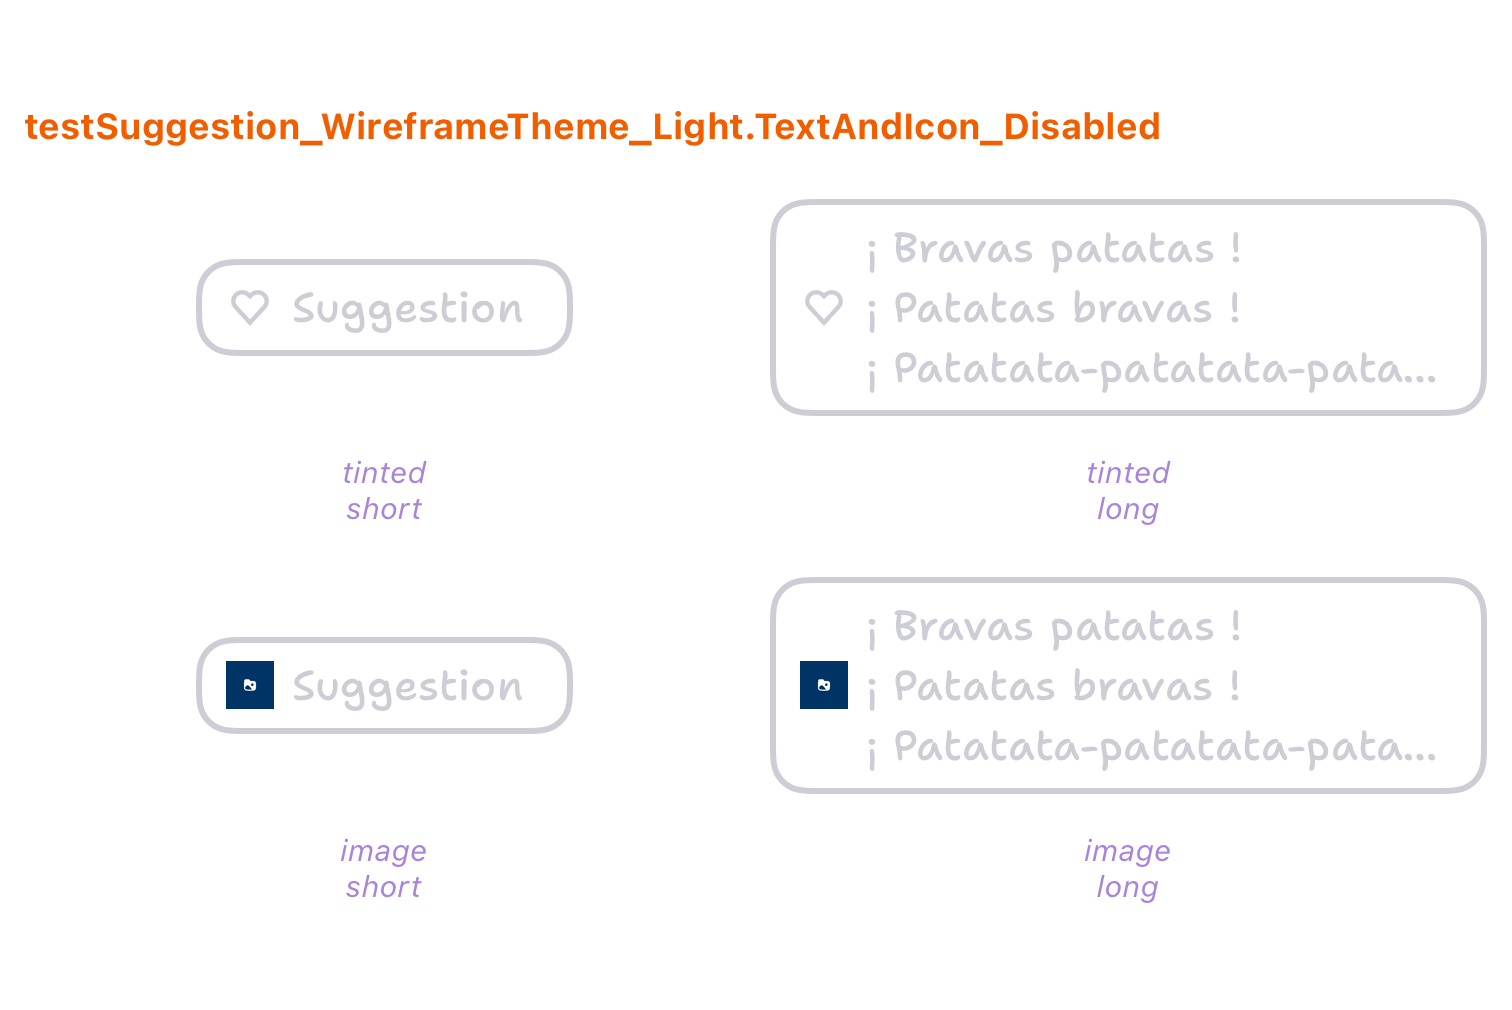 testSuggestion_WireframeTheme_Light.TextAndIcon_Disabled
Suggestion
¡ Bravas patatas !
¡ Patatas bravas !
¡ Patatata-patatata-pata...
tinted
short
tinted
long
Suggestion
¡ Bravas patatas !
¡ Patatas bravas !
¡ Patatata-patatata-pata...
image
short
image
long